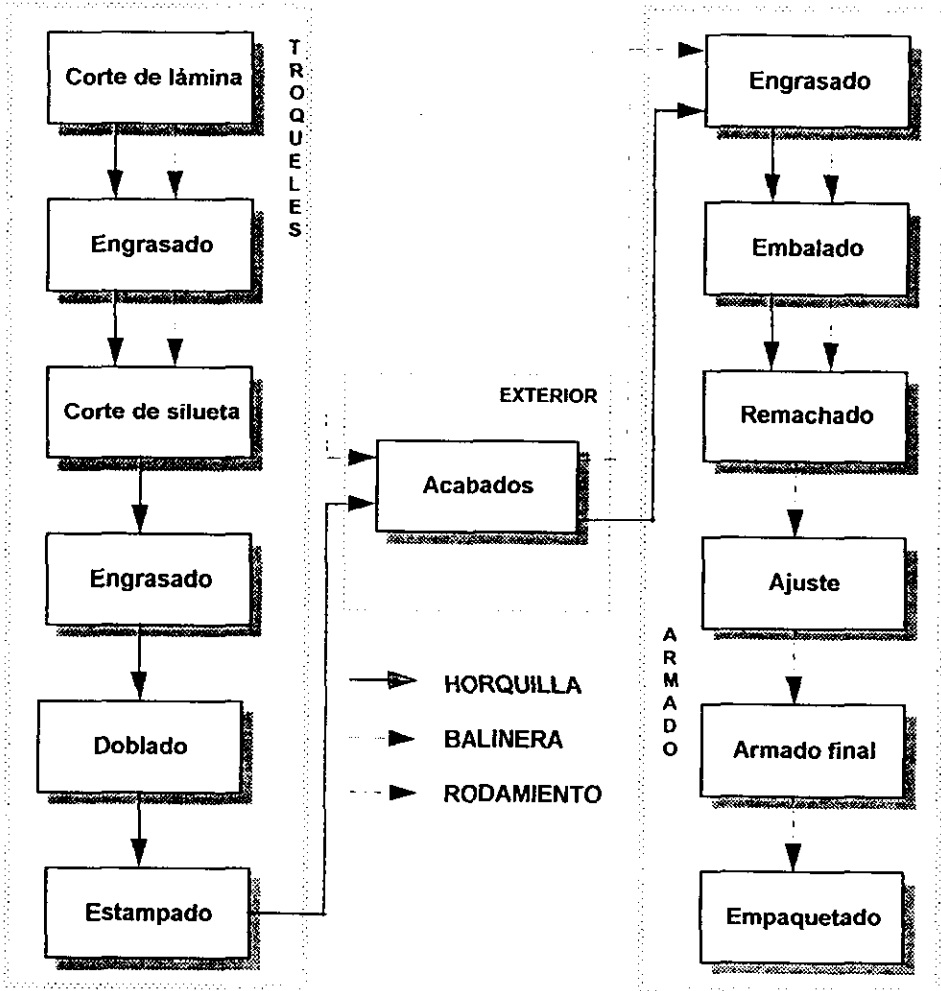 Corte de lámina
Engrasado
Corte de silueta
Engrasado
Doblado
Estampado
TROQUELES
EXTERIOR
Acabados
HORQUILLA
BALINERA
RODAMIENTO
Engrasado
Embalado
Remachado
Ajuste
Armado final
Empaquetado
ARMADO